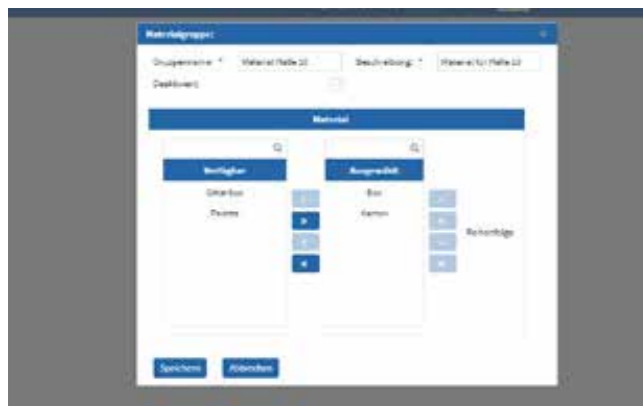 Materialgruppe:
Gruppenname: * Material Halle 10 Beschreibung: * Material für Halle 10
Deaktiviert:
Material
Verfügbar Ausgewählt
Gitterbox Box
Palette Karton
Reihenfolge
Speichern Abbrechen